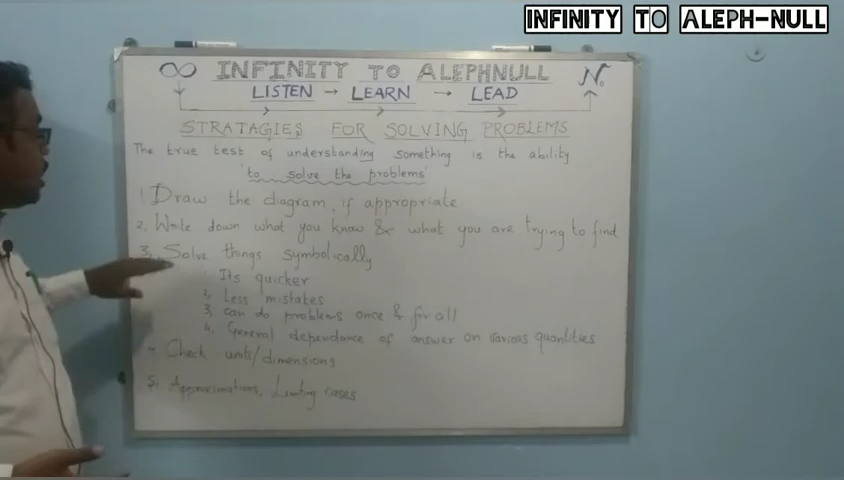 INFINITY TO ALEPH-NULL
∞ INFINITY TO ALEPHNULL ℵ₀
LISTEN → LEARN → LEAD
STRATAGIES FOR SOLVING PROBLEMS
The true test of understanding something is the ability
'to solve the problems'
1. Draw the diagram, if appropriate
2. Write down what you know & what you are trying to find
3. Solve things symbolically
1. Its quicker
2. Less mistakes
3. can do problems once & for all
4. General dependance of answer on various quantities
Check units/dimensions
5. Approximations, Limiting cases